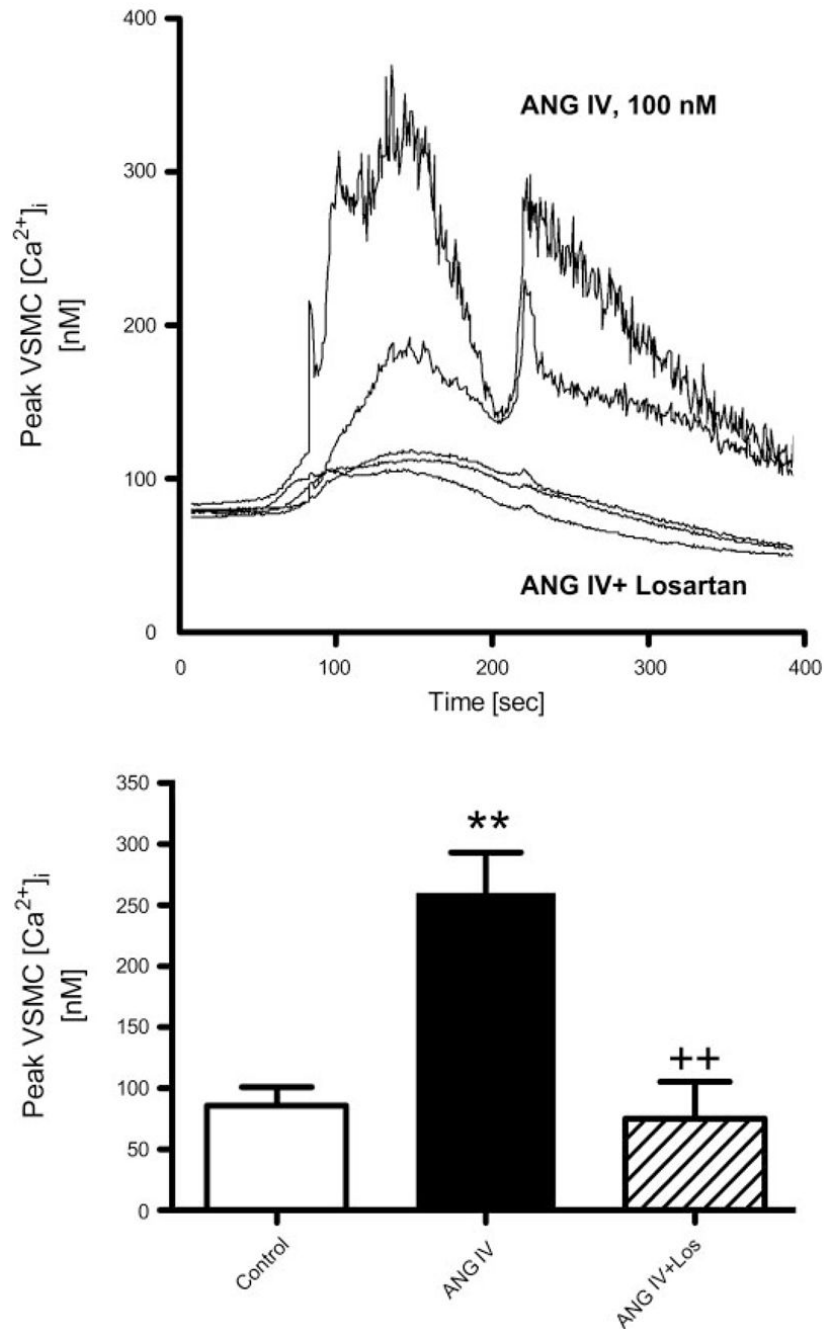 400
300
200
100
0
Peak VSMC [Ca²⁺]ᵢ
[nM]
ANG IV, 100 nM
ANG IV+ Losartan
0 100 200 300 400
Time [sec]
350
300
250
200
150
100
50
0
Peak VSMC [Ca²⁺]ᵢ
[nM]
**
++
Control ANG IV ANG IV+Los